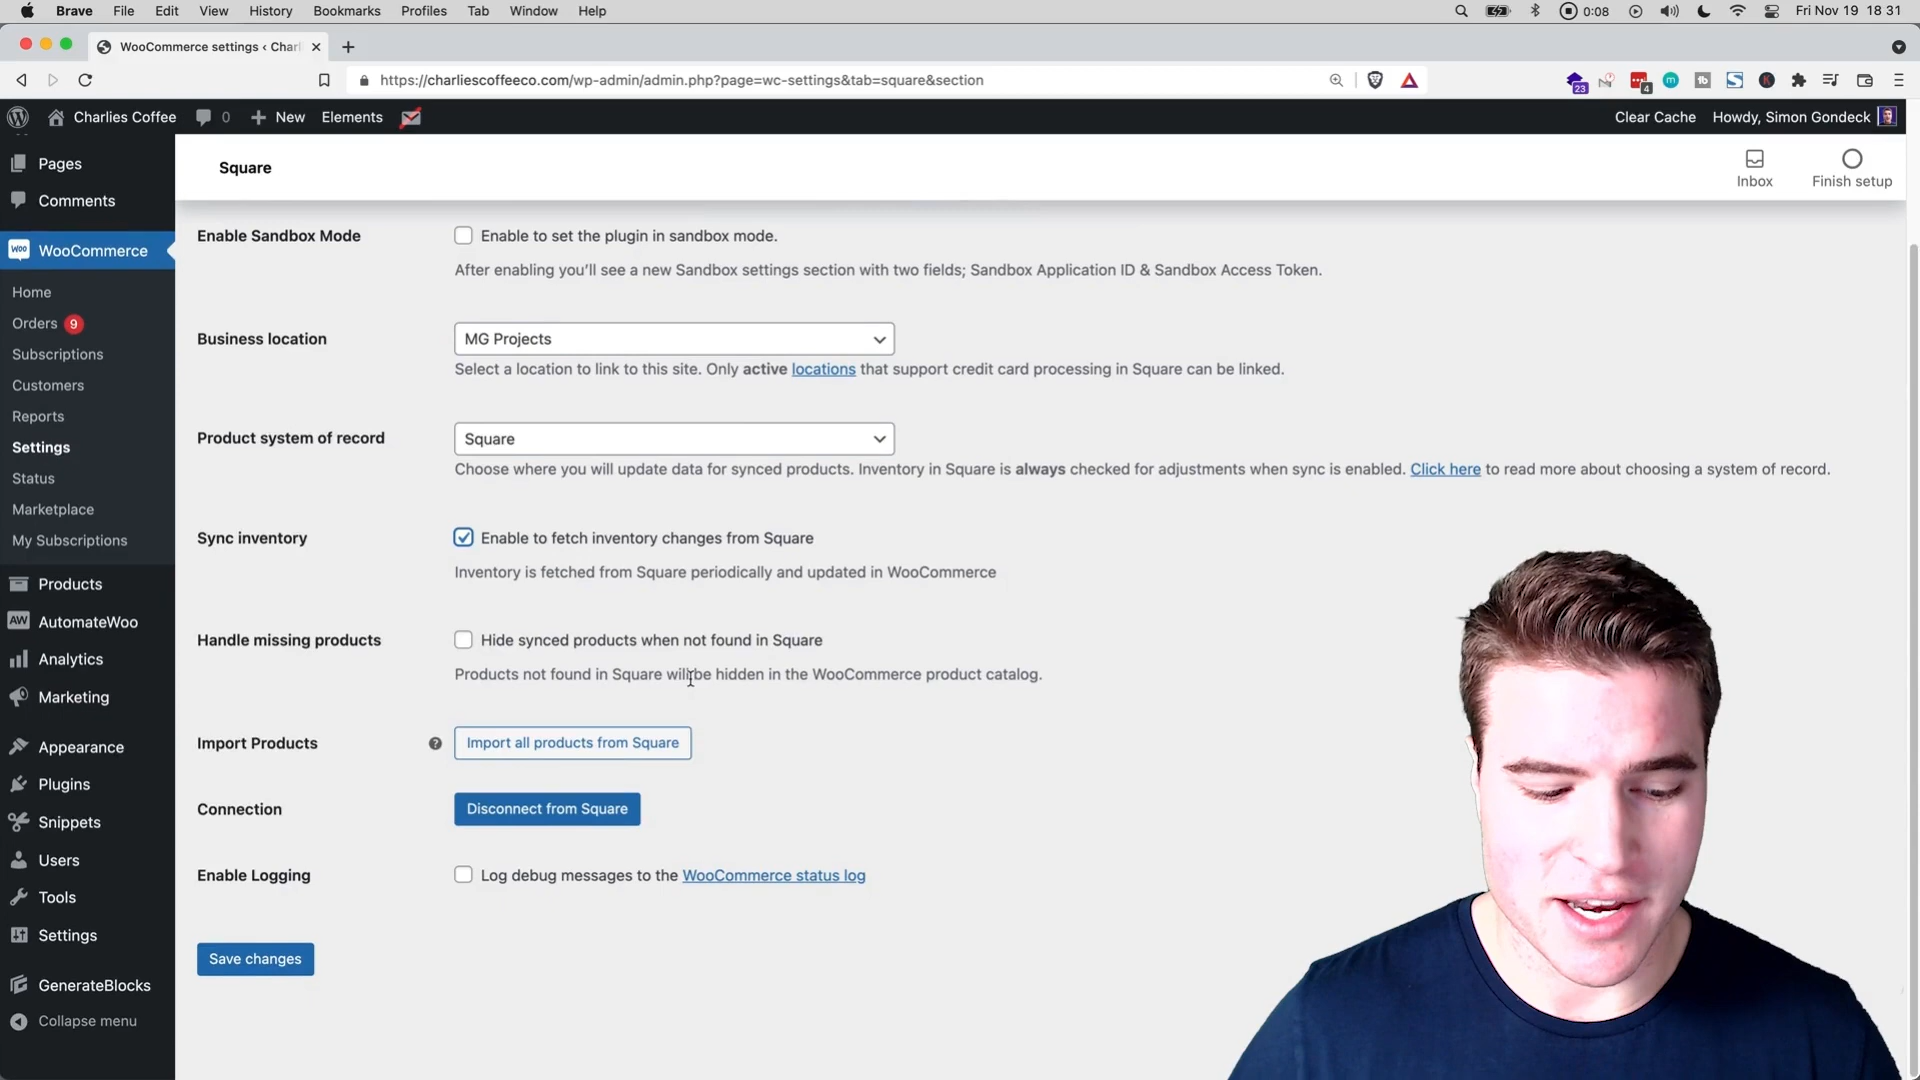 Brave File Edit View History Bookmarks Profiles Tab Window Help 0:08 Fri Nov 19 18 31
WooCommerce settings ‹ Charl
https://charliescoffeeco.com/wp-admin/admin.php?page=wc-settings&tab=square&section 23 4
Charlies Coffee 0 New Elements Clear Cache Howdy, Simon Gondeck
Square
Inbox
Finish setup
Pages
Comments
WooCommerce
Home
Orders 9
Subscriptions
Customers
Reports
Settings
Status
Marketplace
My Subscriptions
Products
AutomateWoo
Analytics
Marketing
Appearance
Plugins
Snippets
Users
Tools
Settings
GenerateBlocks
Collapse menu
Enable Sandbox Mode Enable to set the plugin in sandbox mode.
After enabling you'll see a new Sandbox settings section with two fields; Sandbox Application ID & Sandbox Access Token.
Business location MG Projects
Select a location to link to this site. Only active locations that support credit card processing in Square can be linked.
Product system of record Square
Choose where you will update data for synced products. Inventory in Square is always checked for adjustments when sync is enabled. Click here to read more about choosing a system of record.
Sync inventory Enable to fetch inventory changes from Square
Inventory is fetched from Square periodically and updated in WooCommerce
Handle missing products Hide synced products when not found in Square
Products not found in Square will be hidden in the WooCommerce product catalog.
Import Products ? Import all products from Square
Connection Disconnect from Square
Enable Logging Log debug messages to the WooCommerce status log
Save changes